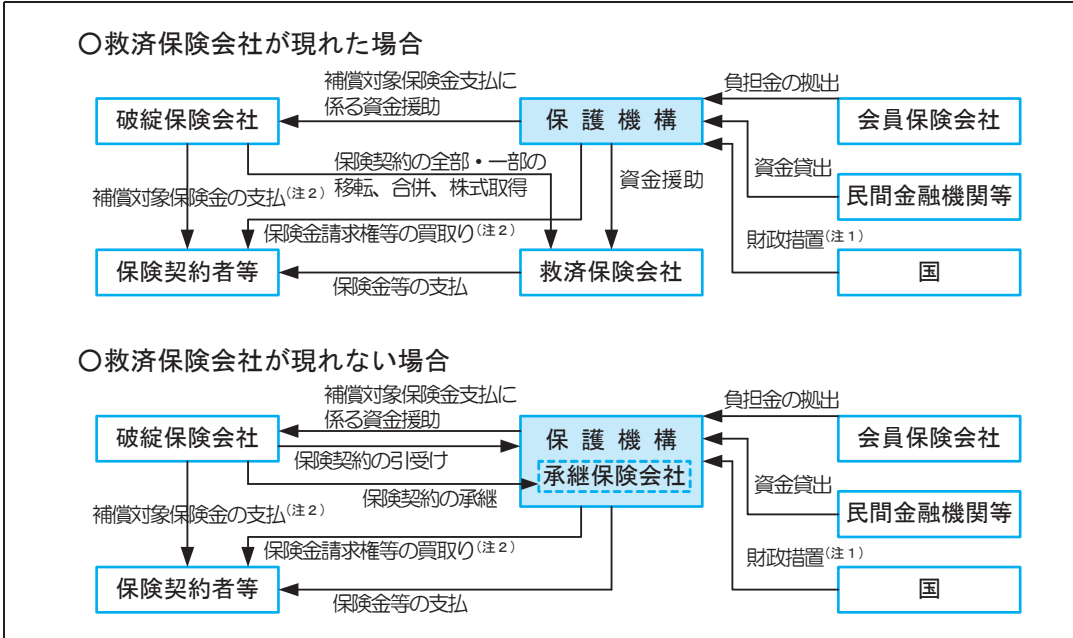 〇救済保険会社が現れた場合
補償対象保険金支払に
係る資金援助
負担金の拠出
破綻保険会社
保護機構
会員保険会社
保険契約の全部・一部の
移転、合併、株式取得
資金援助
資金貸出
補償対象保険金の支払(注2)
民間金融機関等
保険金請求権等の買取り(注2)
財政措置(注1)
保険契約者等
救済保険会社
国
保険金等の支払
〇救済保険会社が現れない場合
補償対象保険金支払に
係る資金援助
負担金の拠出
破綻保険会社
保護機構
会員保険会社
保険契約の引受け
承継保険会社
資金貸出
保険契約の承継
補償対象保険金の支払(注2)
民間金融機関等
保険金請求権等の買取り(注2)
財政措置(注1)
保険契約者等
国
保険金等の支払